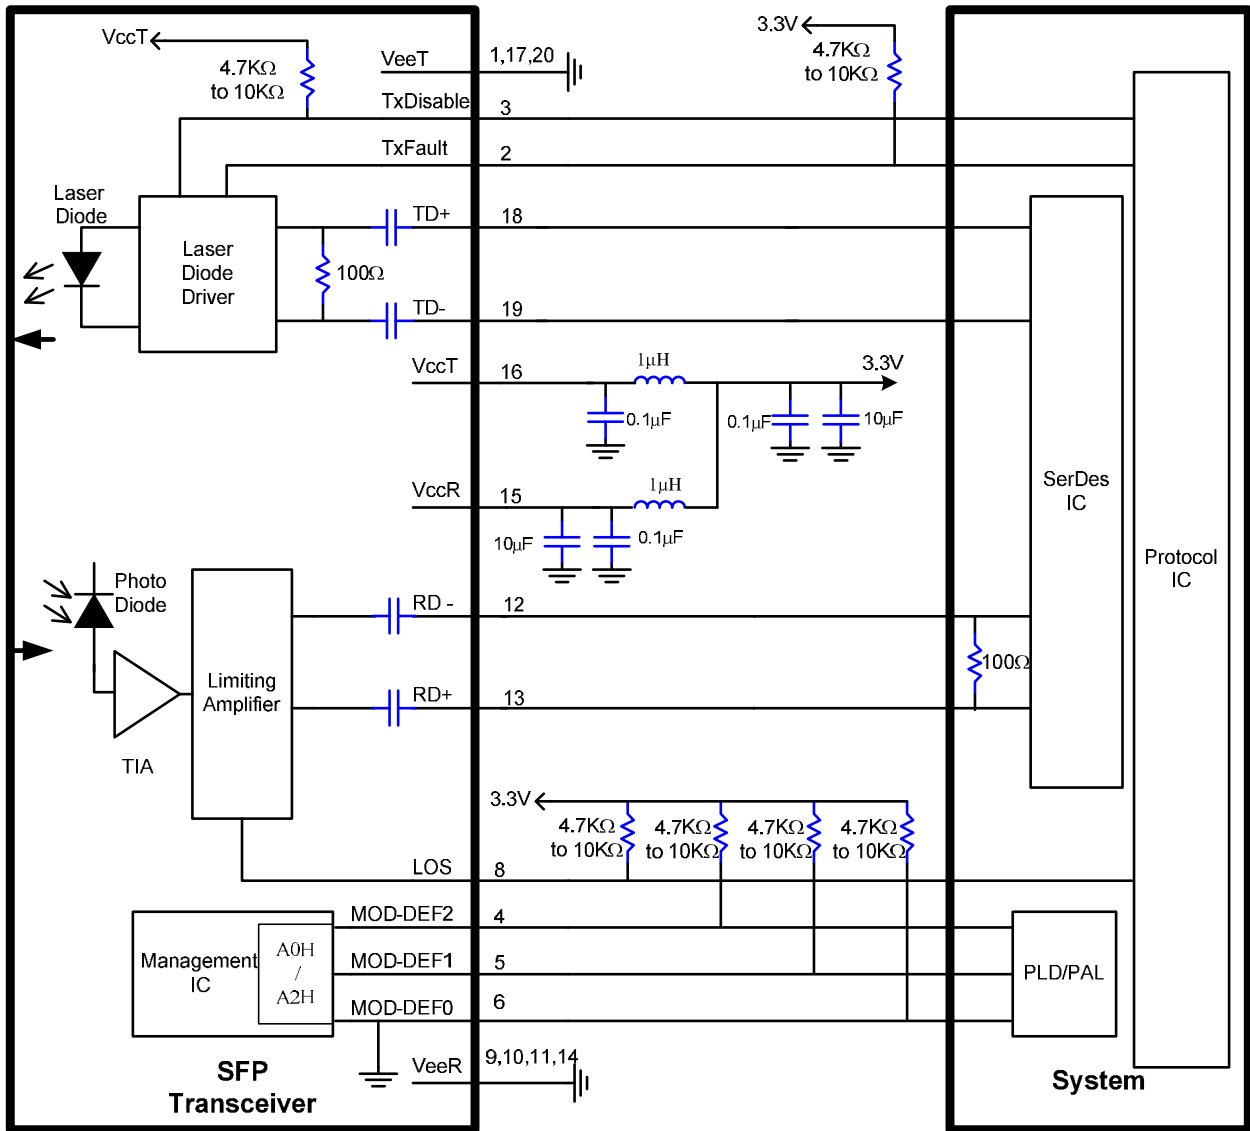 VccT
4.7KΩ
to 10KΩ
VeeT
1,17,20
3.3V
4.7KΩ
to 10KΩ
TxDisable
3
TxFault
2
Laser
Diode
Laser
Diode
Driver
100Ω
TD+
18
TD-
19
VccT
16
1μH
3.3V
0.1μF
0.1μF
10μF
VccR
15
1μH
10μF
0.1μF
SerDes
IC
Protocol
IC
Photo
Diode
TIA
Limiting
Amplifier
RD -
12
RD+
13
100Ω
3.3V
4.7KΩ
to 10KΩ
4.7KΩ
to 10KΩ
4.7KΩ
to 10KΩ
4.7KΩ
to 10KΩ
LOS
8
MOD-DEF2
4
Management
IC
A0H
/
A2H
MOD-DEF1
5
MOD-DEF0
6
PLD/PAL
VeeR
9,10,11,14
SFP
Transceiver
System